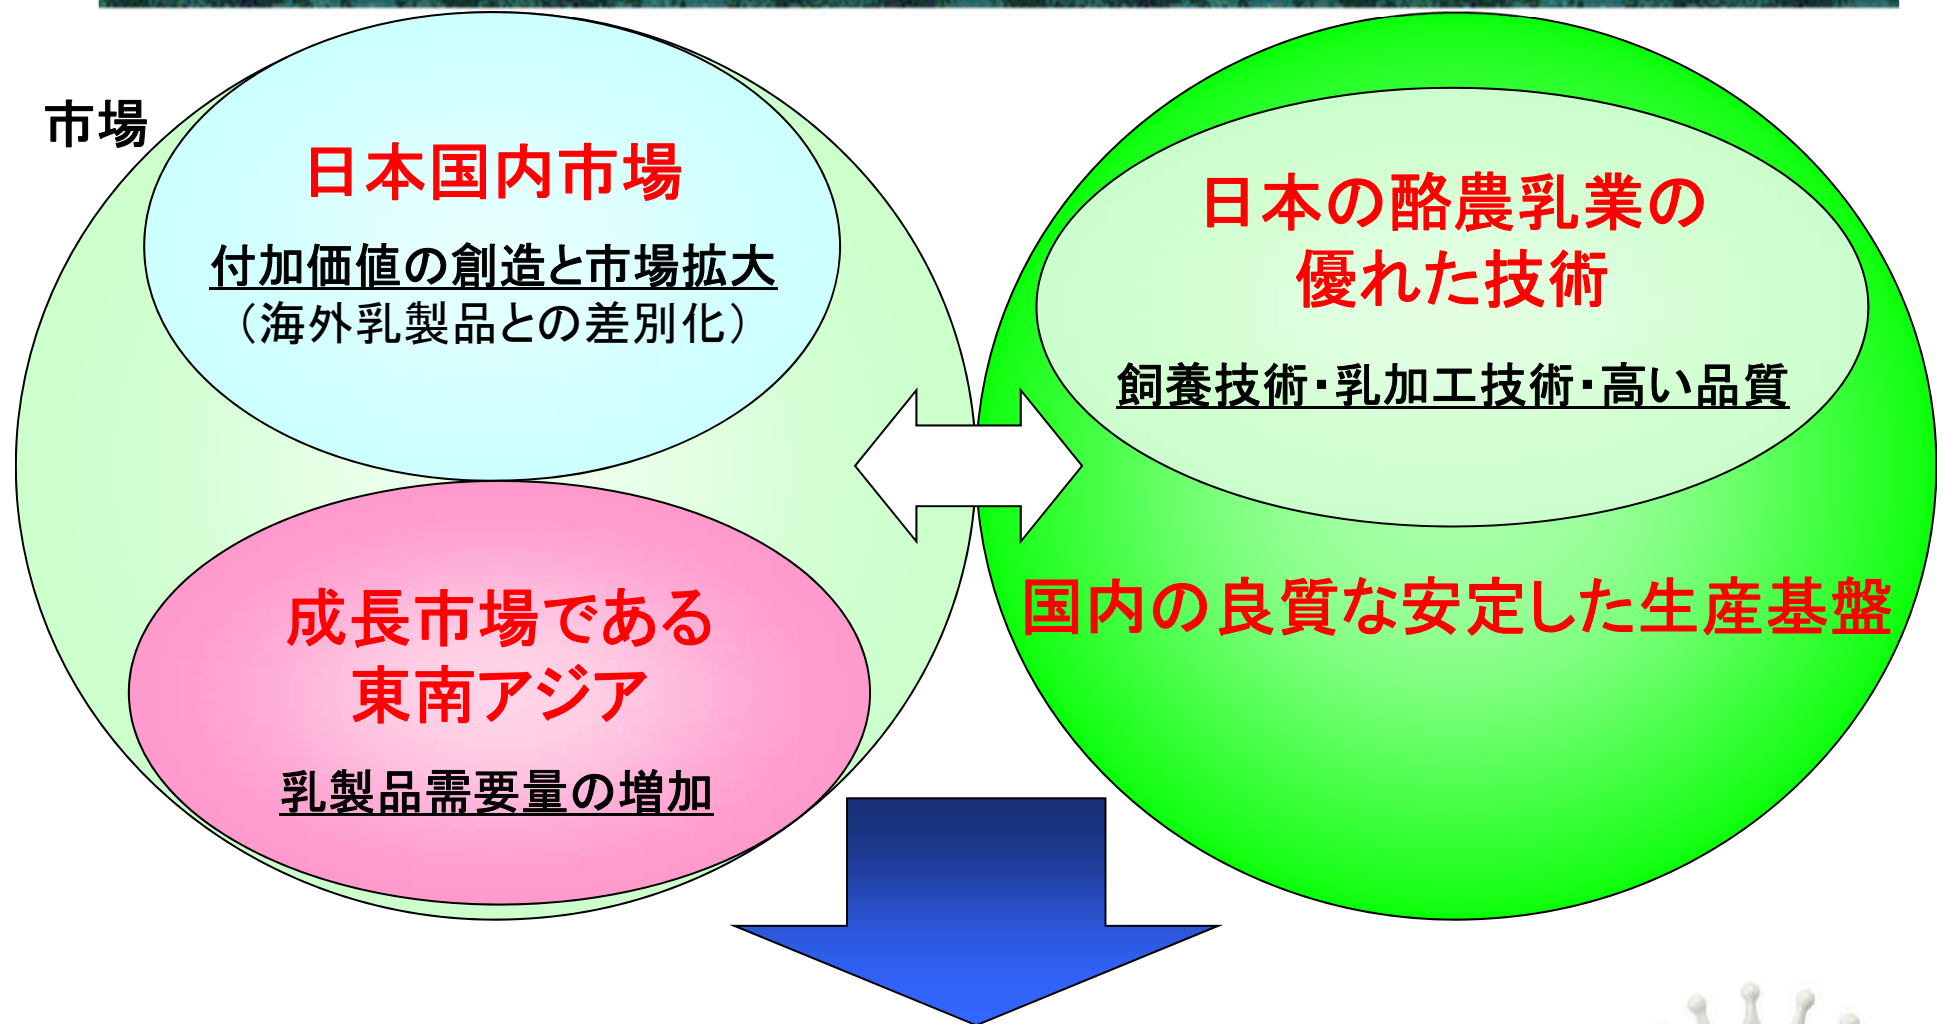 市場
日本国内市場
付加価値の創造と市場拡大
（海外乳製品との差別化）
成長市場である
東南アジア
乳製品需要量の増加
日本の酪農乳業の
優れた技術
飼養技術・乳加工技術・高い品質
国内の良質な安定した生産基盤